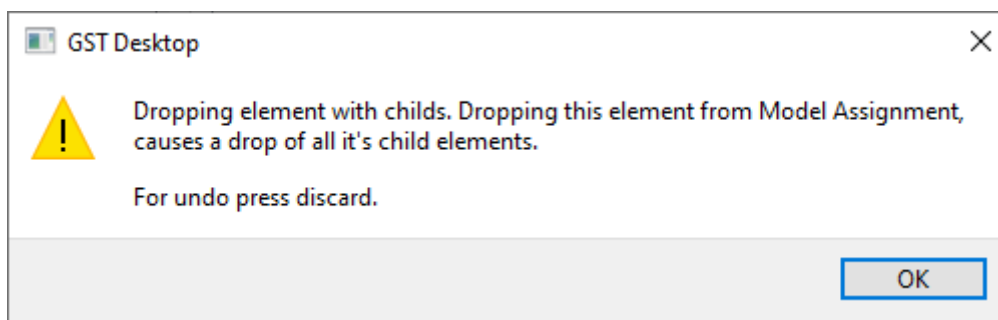 GST Desktop
Dropping element with childs. Dropping this element from Model Assignment,
causes a drop of all it's child elements.
For undo press discard.
OK